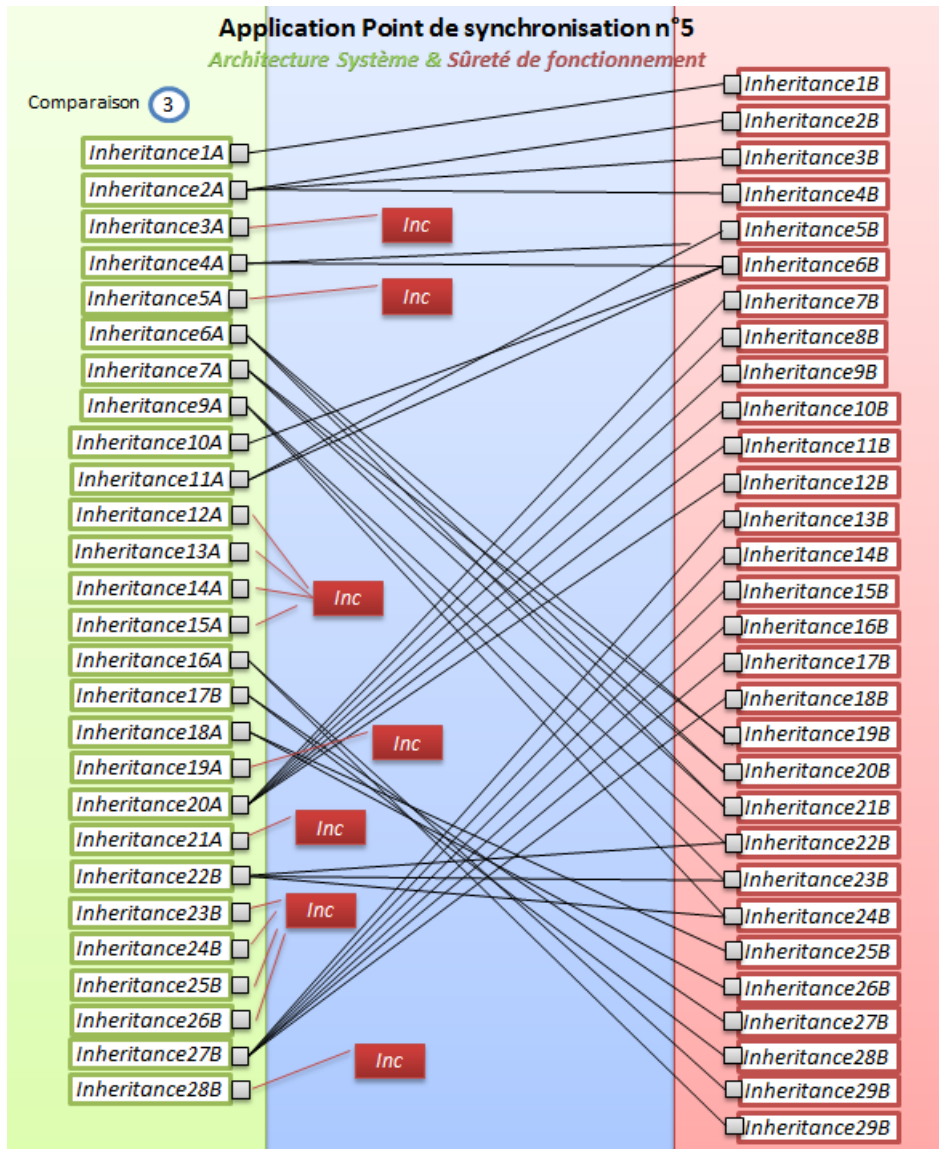 Application Point de synchronisation n°5
Architecture Système & Sûreté de fonctionnement
Comparaison 3
Inheritance1A
Inheritance2A
Inheritance3A
Inheritance4A
Inheritance5A
Inheritance6A
Inheritance7A
Inheritance9A
Inheritance10A
Inheritance11A
Inheritance12A
Inheritance13A
Inheritance14A
Inheritance15A
Inheritance16A
Inheritance17B
Inheritance18A
Inheritance19A
Inheritance20A
Inheritance21A
Inheritance22B
Inheritance23B
Inheritance24B
Inheritance25B
Inheritance26B
Inheritance27B
Inheritance28B
Inc
Inc
Inc
Inc
Inc
Inc
Inc
Inheritance1B
Inheritance2B
Inheritance3B
Inheritance4B
Inheritance5B
Inheritance6B
Inheritance7B
Inheritance8B
Inheritance9B
Inheritance10B
Inheritance11B
Inheritance12B
Inheritance13B
Inheritance14B
Inheritance15B
Inheritance16B
Inheritance17B
Inheritance18B
Inheritance19B
Inheritance20B
Inheritance21B
Inheritance22B
Inheritance23B
Inheritance24B
Inheritance25B
Inheritance26B
Inheritance27B
Inheritance28B
Inheritance29B
Inheritance29B